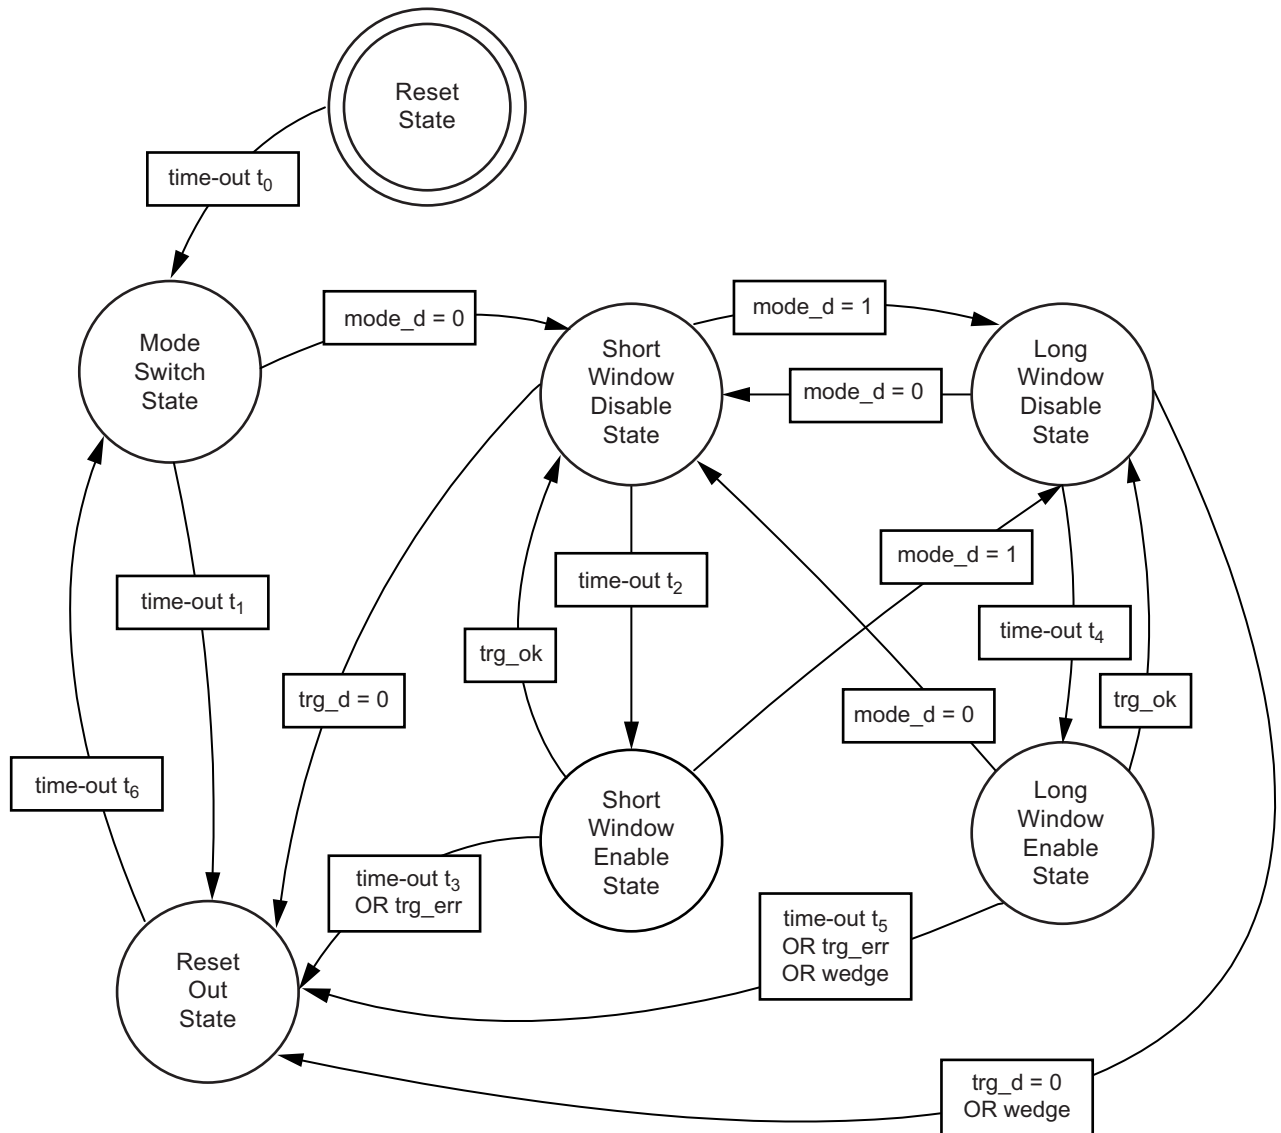 Reset
State
time-out t₀
Mode
Switch
State
mode_d = 0
Short
Window
Disable
State
mode_d = 1
mode_d = 0
Long
Window
Disable
State
time-out t₁
trg_d = 0
trg_ok
time-out t₂
mode_d = 1
time-out t₄
mode_d = 0
trg_ok
time-out t₆
Short
Window
Enable
State
Long
Window
Enable
State
time-out t₃
OR trg_err
time-out t₅
OR trg_err
OR wedge
Reset
Out
State
trg_d = 0
OR wedge